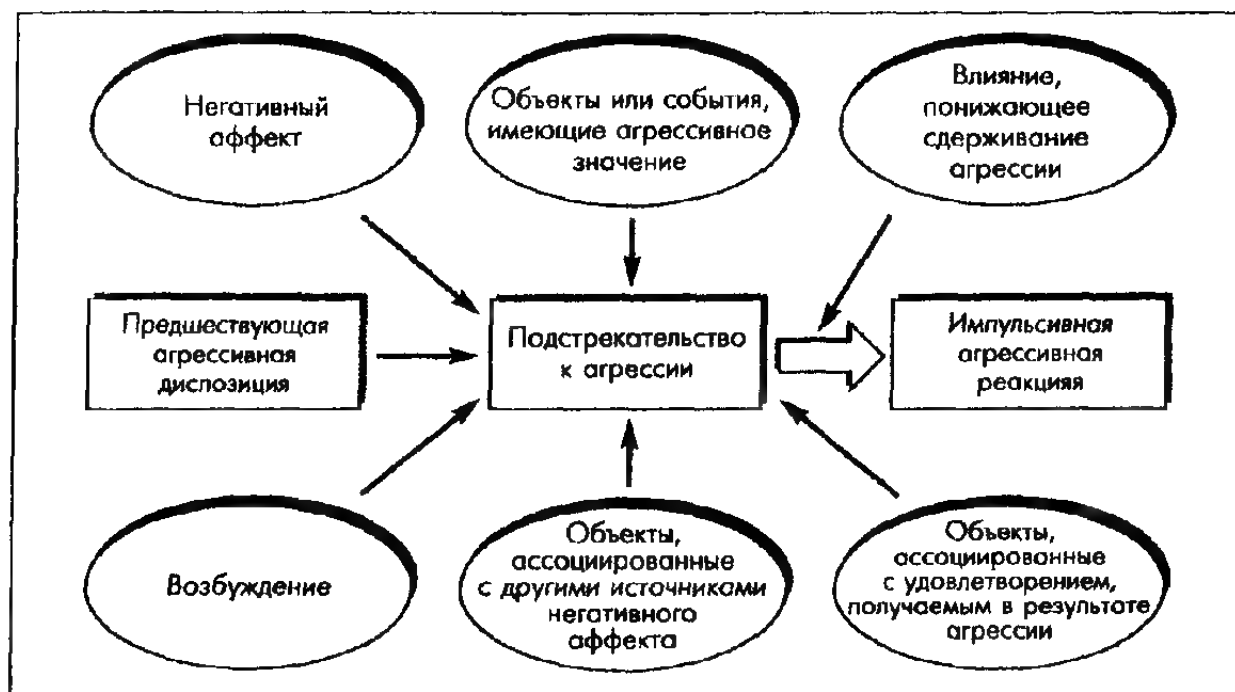 Негативный
аффект
Объекты или события,
имеющие агрессивное
значение
Влияние,
понижающее
сдерживание
агрессии
Предшествующая
агрессивная
диспозиция
Подстрекательство
к агрессии
Импульсивная
агрессивная
реакцияя
Возбуждение
Объекты,
ассоциированные
с другими источниками
негативного
аффекта
Объекты,
ассоциированные
с удовлетворением,
получаемым в результате
агрессии